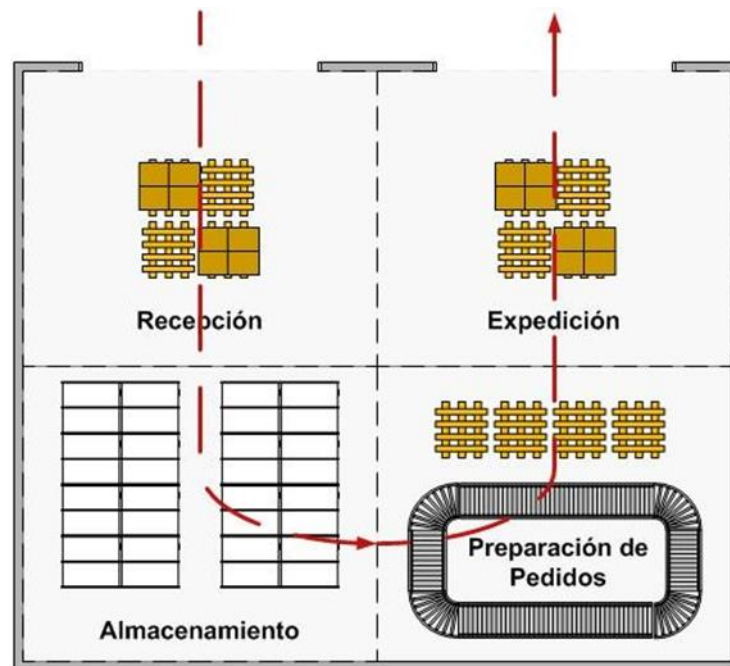 Recepción
Expedición
Almacenamiento
Preparación de
Pedidos